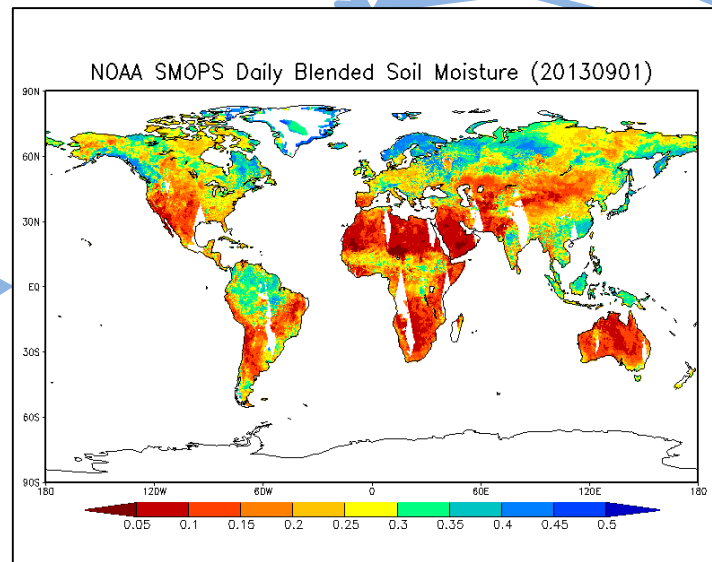 NOAA SMOPS Daily Blended Soil Moisture (20130901)
90N
60N
30N
EQ
30S
60S
90S
180 120W 60W 0 60E 120E 180
0.05 0.1 0.15 0.2 0.25 0.3 0.35 0.4 0.45 0.5